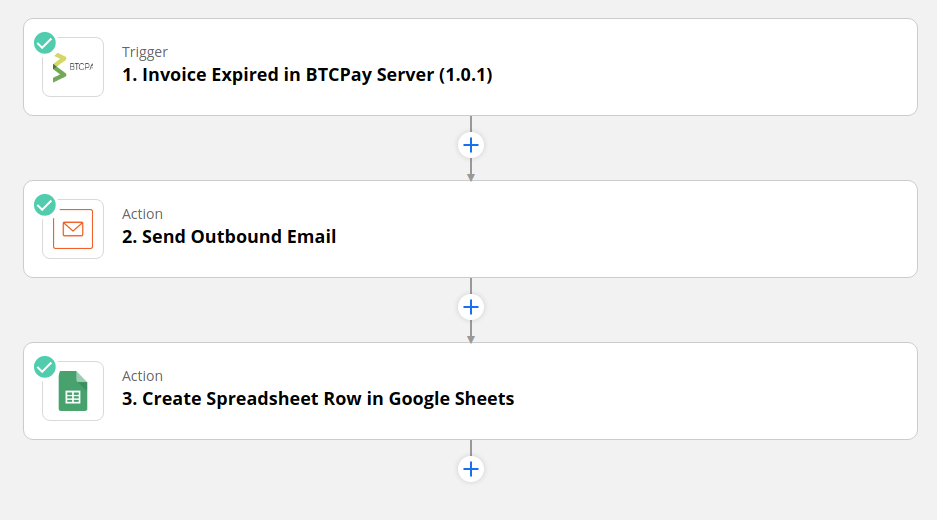 Trigger
BTCPA
1. Invoice Expired in BTCPay Server (1.0.1)
Action
2. Send Outbound Email
Action
3. Create Spreadsheet Row in Google Sheets